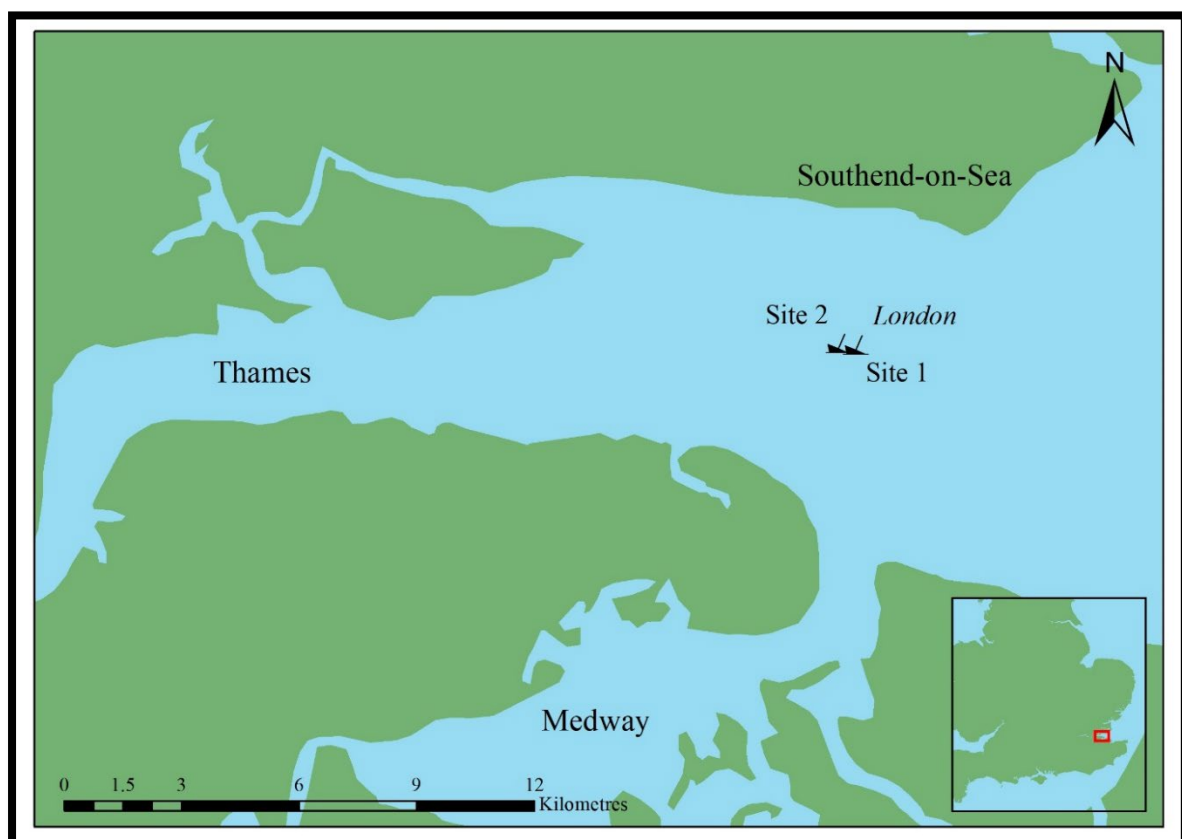 N
Southend-on-Sea
Site 2 London
Thames
Site 1
Medway
0 1.5 3 6 9 12
Kilometres